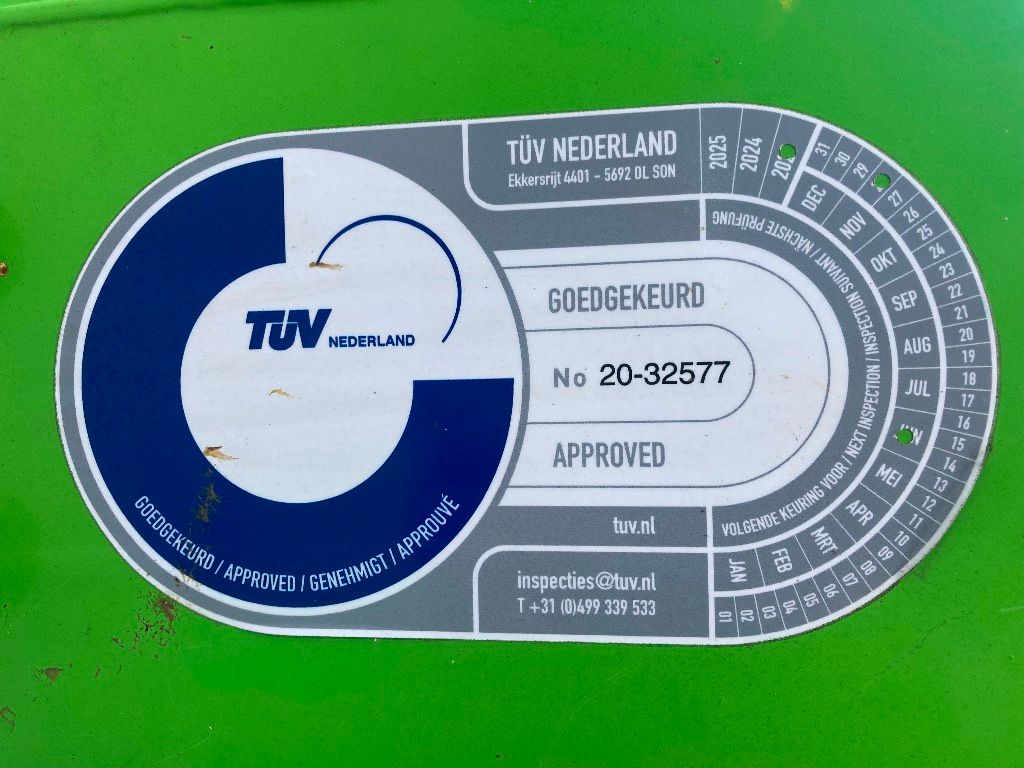 TÜV NEDERLAND
Ekkersrijt 4401 - 5692 DL SON
2025
2024
TÜV NEDERLAND
GOEDGEKEURD
No 20-32577
APPROVED
GOEDGEKEURD / APPROVED / GENEHMIGT / APPROUVÉ
tuv.nl
inspecties@tuv.nl
T +31 (0)499 339 533
VOLGENDE KEURING VOOR / NEXT INSPECTION / INSPECTION SUIVANT / NÄCHSTE PRÜFUNG
JAN
FEB
MRT
APR
MEI
JUL
AUG
SEP
OKT
NOV
DEC
01
02
03
04
05
06
07
08
09
10
11
12
13
14
15
16
17
18
19
20
21
22
23
24
25
26
27
29
30
31